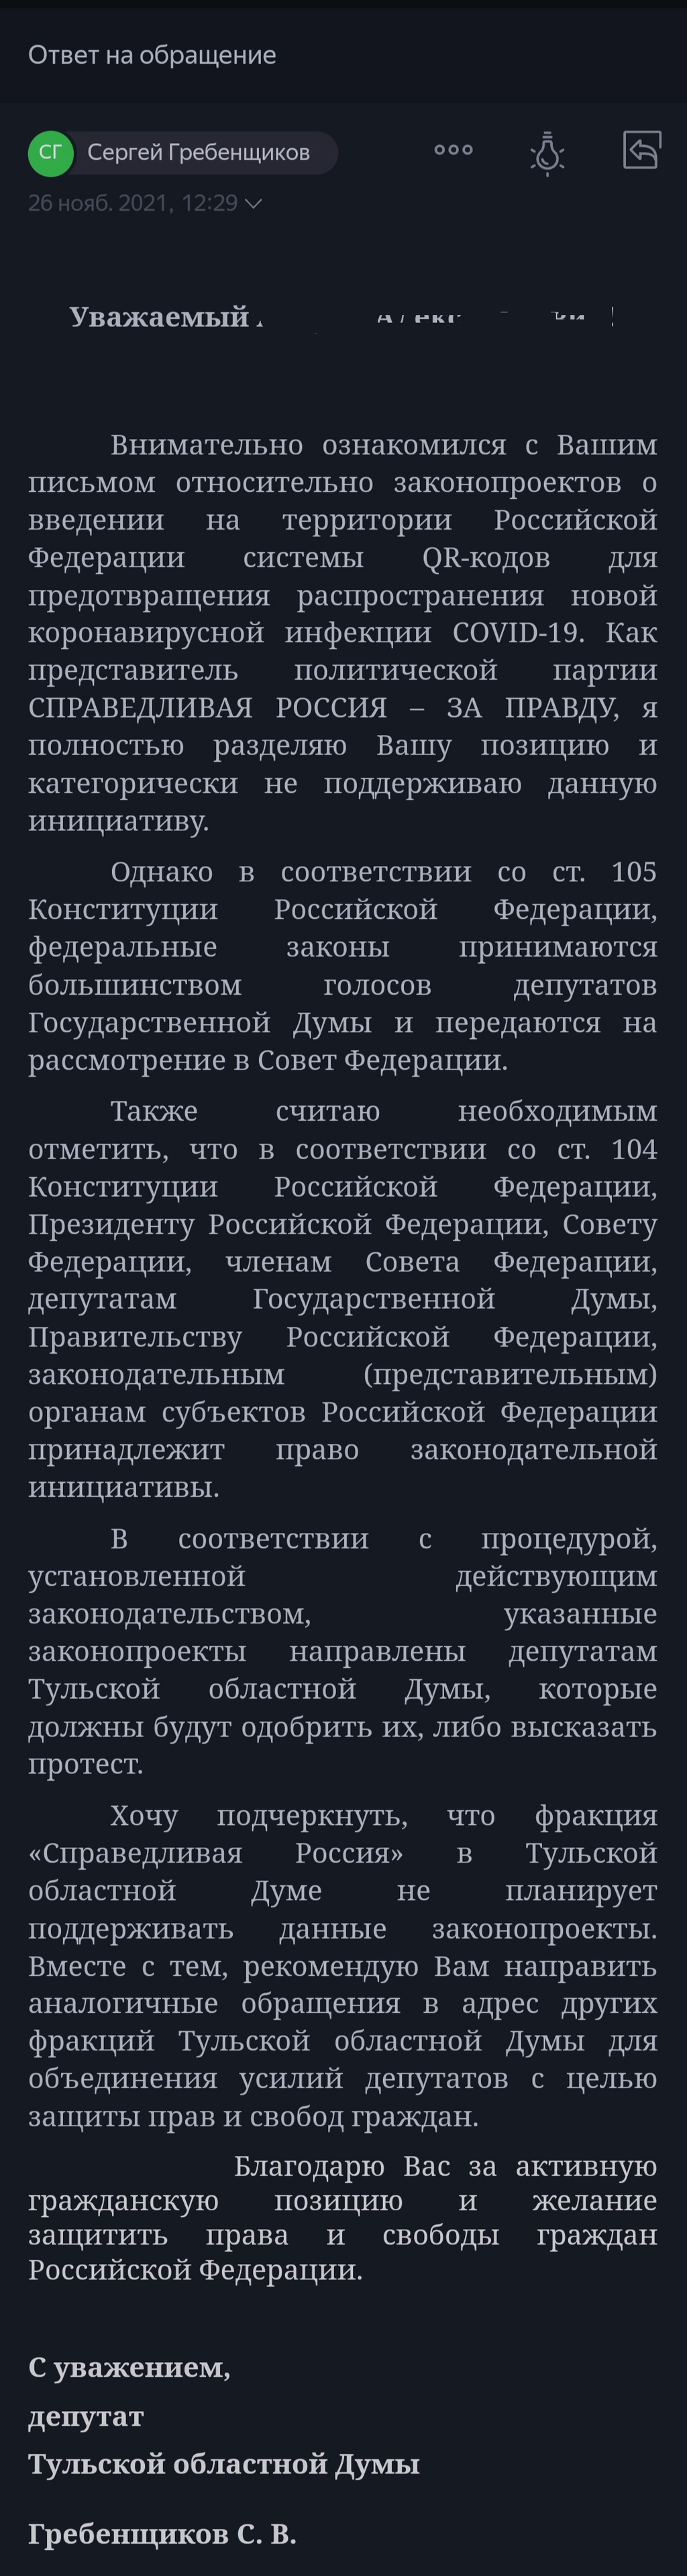 Ответ на обращение
СГ Сергей Гребенщиков
26 нояб. 2021, 12:29
Уважаемый
Внимательно ознакомился с Вашим
письмом относительно законопроектов о
введении на территории Российской
Федерации системы QR-кодов для
предотвращения распространения новой
коронавирусной инфекции COVID-19. Как
представитель политической партии
СПРАВЕДЛИВАЯ РОССИЯ – ЗА ПРАВДУ, я
полностью разделяю Вашу позицию и
категорически не поддерживаю данную
инициативу.
Однако в соответствии со ст. 105
Конституции Российской Федерации,
федеральные законы принимаются
большинством голосов депутатов
Государственной Думы и передаются на
рассмотрение в Совет Федерации.
Также считаю необходимым
отметить, что в соответствии со ст. 104
Конституции Российской Федерации,
Президенту Российской Федерации, Совету
Федерации, членам Совета Федерации,
депутатам Государственной Думы,
Правительству Российской Федерации,
законодательным (представительным)
органам субъектов Российской Федерации
принадлежит право законодательной
инициативы.
В соответствии с процедурой,
установленной действующим
законодательством, указанные
законопроекты направлены депутатам
Тульской областной Думы, которые
должны будут одобрить их, либо высказать
протест.
Хочу подчеркнуть, что фракция
«Справедливая Россия» в Тульской
областной Думе не планирует
поддерживать данные законопроекты.
Вместе с тем, рекомендую Вам направить
аналогичные обращения в адрес других
фракций Тульской областной Думы для
объединения усилий депутатов с целью
защиты прав и свобод граждан.
Благодарю Вас за активную
гражданскую позицию и желание
защитить права и свободы граждан
Российской Федерации.
С уважением,
депутат
Тульской областной Думы
Гребенщиков С. В.